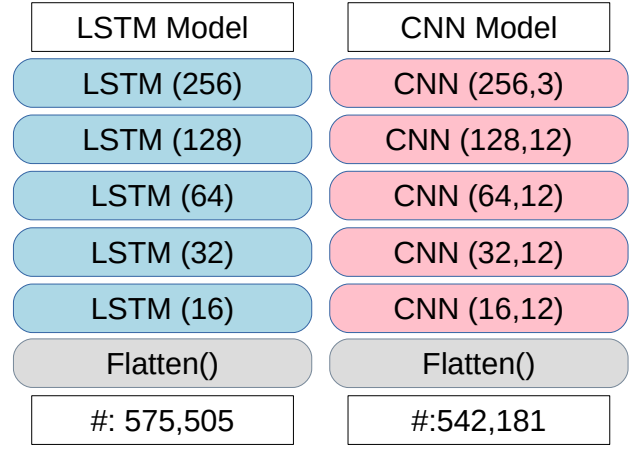 LSTM Model
LSTM (256)
LSTM (128)
LSTM (64)
LSTM (32)
LSTM (16)
Flatten()
#: 575,505
CNN Model
CNN (256,3)
CNN (128,12)
CNN (64,12)
CNN (32,12)
CNN (16,12)
Flatten()
#:542,181